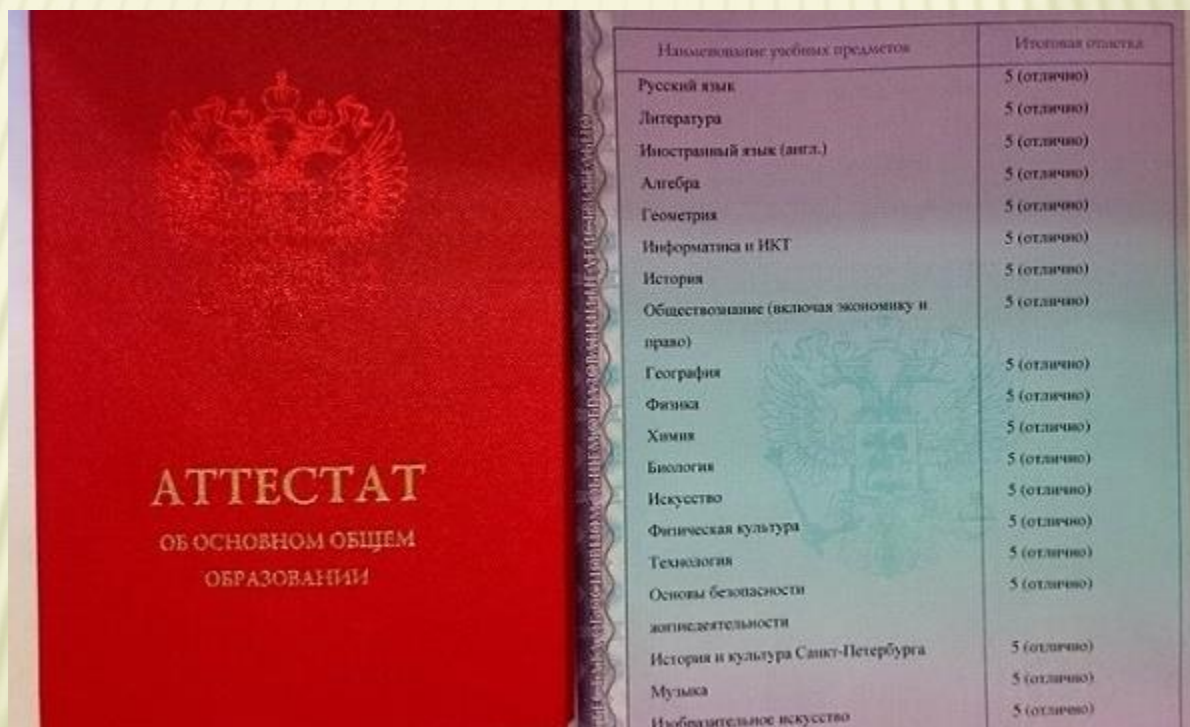 АТТЕСТАТ
ОБ ОСНОВНОМ ОБЩЕМ
ОБРАЗОВАНИИ
Наименование учебных предметов
Итоговая отметка
Русский язык
5 (отлично)
Литература
5 (отлично)
Иностранный язык (англ.)
5 (отлично)
Алгебра
5 (отлично)
Геометрия
5 (отлично)
Информатика и ИКТ
5 (отлично)
История
5 (отлично)
Обществознание (включая экономику и
5 (отлично)
право)
География
5 (отлично)
Физика
5 (отлично)
Химия
5 (отлично)
Биология
5 (отлично)
Искусство
5 (отлично)
Физическая культура
5 (отлично)
Технология
5 (отлично)
Основы безопасности
5 (отлично)
жизнедеятельности
История и культура Санкт-Петербурга
5 (отлично)
Музыка
5 (отлично)
Изобразительное искусство
5 (отлично)